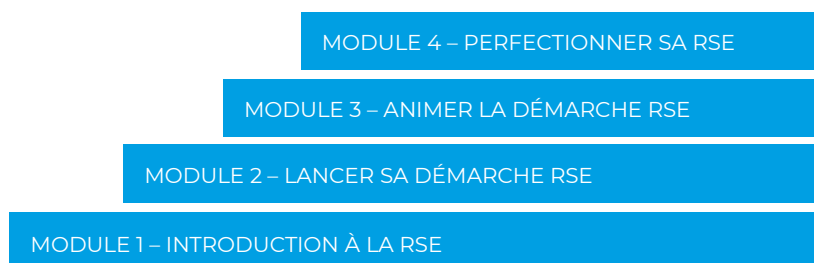 MODULE 4 – PERFECTIONNER SA RSE
MODULE 3 – ANIMER LA DÉMARCHE RSE
MODULE 2 – LANCER SA DÉMARCHE RSE
MODULE 1 – INTRODUCTION À LA RSE